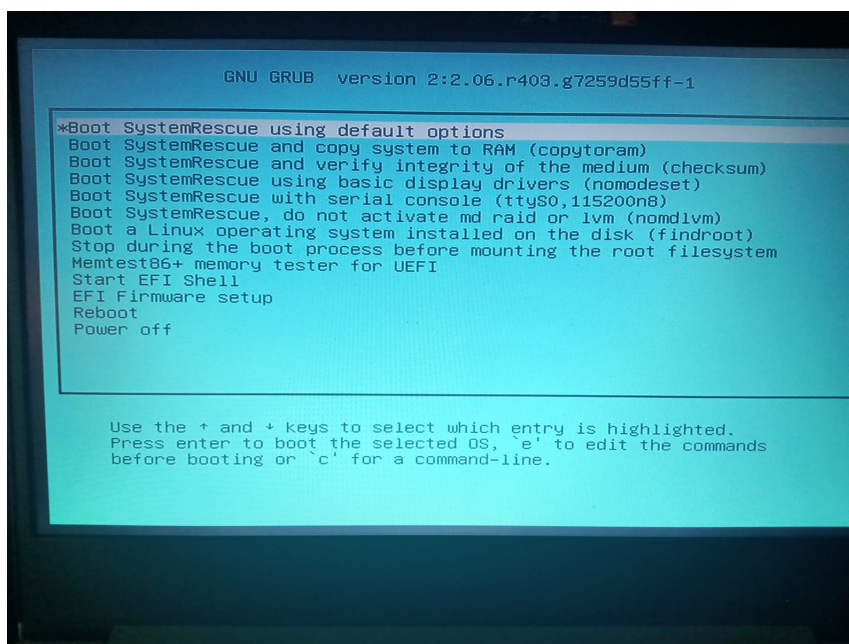 GNU GRUB version 2:2.06.r403.g7259d55ff-1
*Boot SystemRescue using default options
Boot SystemRescue and copy system to RAM (copytoram)
Boot SystemRescue and verify integrity of the medium (checksum)
Boot SystemRescue using basic display drivers (nomodeset)
Boot SystemRescue with serial console (ttyS0,115200n8)
Boot SystemRescue, do not activate md raid or lvm (nomdlvm)
Boot a Linux operating system installed on the disk (findroot)
Stop during the boot process before mounting the root filesystem
Memtest86+ memory tester for UEFI
Start EFI Shell
EFI Firmware setup
Reboot
Power off
Use the ↑ and ↓ keys to select which entry is highlighted.
Press enter to boot the selected OS, `e' to edit the commands
before booting or `c' for a command-line.